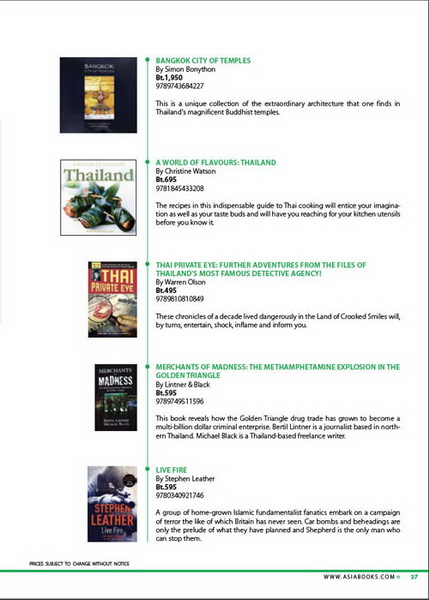 BANGKOK CITY OF TEMPLES
By Simon Bonython
Bt.1,950
9789743684227
This is a unique collection of the extraordinary architecture that one finds in
Thailand's magnificent Buddhist temples.
BANGKOK
CITY OF TEMPLES
A WORLD OF FLAVOURS: THAILAND
By Christine Watson
Bt.695
9781845433208
The recipes in this indispensable guide to Thai cooking will entice your imagina-
tion as well as your taste buds and will have you reaching for your kitchen utensils
before you know it.
Thailand
THAI PRIVATE EYE: FURTHER ADVENTURES FROM THE FILES OF
THAILAND'S MOST FAMOUS DETECTIVE AGENCY!
By Warren Olson
Bt.495
9789810810849
These chronicles of a decade lived dangerously in the Land of Crooked Smiles will,
by turns, entertain, shock, inflame and inform you.
THAI
PRIVATE EYE
MERCHANTS OF MADNESS: THE METHAMPHETAMINE EXPLOSION IN THE
GOLDEN TRIANGLE
By Lintner & Black
Bt.595
9789749511596
This book reveals how the Golden Triangle drug trade has grown to become a
multi-billion dollar criminal enterprise. Bertil Lintner is a journalist based in north-
ern Thailand. Michael Black is a Thailand-based freelance writer.
MERCHANTS
OF
MADNESS
LIVE FIRE
By Stephen Leather
Bt.595
9780340921746
A group of home-grown Islamic fundamentalist fanatics embark on a campaign
of terror the like of which Britain has never seen. Car bombs and beheadings are
only the prelude of what they have planned and Shepherd is the only man who
can stop them.
STEPHEN
LEATHER
Live Fire
PRICES SUBJECT TO CHANGE WITHOUT NOTICE
WWW.ASIABOOKS.COM 37